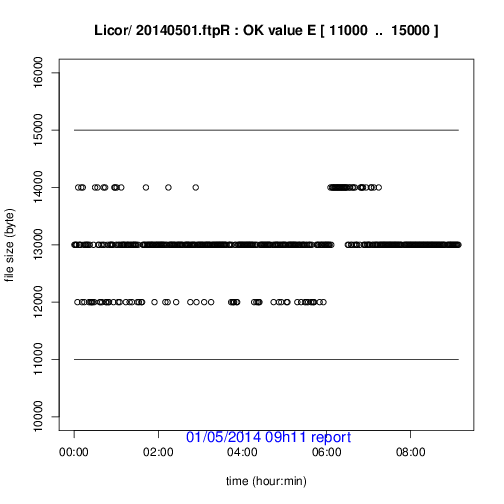 Licor/ 20140501.ftpR : OK value E [ 11000 .. 15000 ]
file size (byte)
16000
15000
14000
13000
12000
11000
10000
01/05/2014 09h11 report
00:00 02:00 04:00 06:00 08:00
time (hour:min)